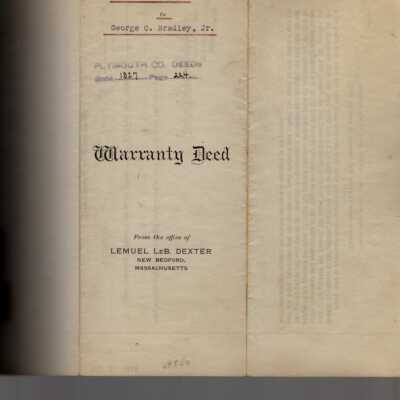 to
George C. Bradley, Jr.
PLYMOUTH CO. DEEDS
BOOK 1827 PAGE 224
Warranty Deed
From the office of
LEMUEL LeB. DEXTER
NEW BEDFORD,
MASSACHUSETTS